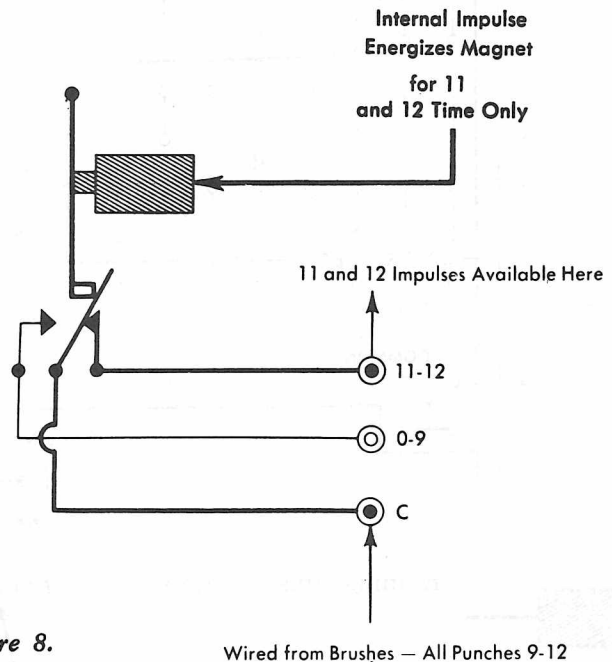 Internal Impulse
Energizes Magnet
for 11
and 12 Time Only
11 and 12 Impulses Available Here
11-12
0-9
C
re 8.
Wired from Brushes — All Punches 9-12